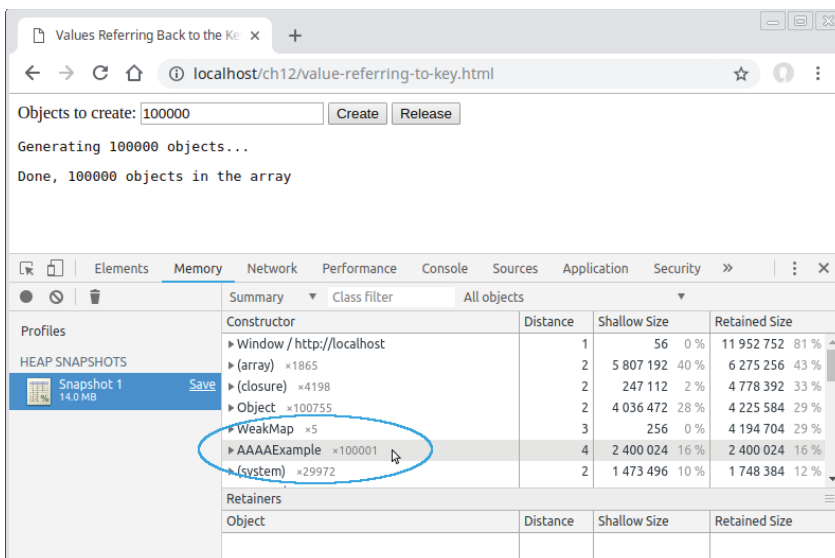 Values Referring Back to the Ke × +
localhost/ch12/value-referring-to-key.html
Objects to create: 100000 Create Release
Generating 100000 objects...
Done, 100000 objects in the array
Elements Memory Network Performance Console Sources Application Security »
Summary ▼ Class filter All objects ▼
Profiles
HEAP SNAPSHOTS
Snapshot 1 Save
14.0 MB
Constructor Distance Shallow Size Retained Size
Window / http://localhost 1 56 0 % 11 952 752 81 %
(array) ×1865 2 5 807 192 40 % 6 275 256 43 %
(closure) ×4198 2 247 112 2 % 4 778 392 33 %
Object ×100755 2 4 036 472 28 % 4 225 584 29 %
WeakMap ×5 3 256 0 % 4 194 704 29 %
AAAAExample ×100001 4 2 400 024 16 % 2 400 024 16 %
(system) ×29972 2 1 473 496 10 % 1 748 384 12 %
Retainers
Object Distance Shallow Size Retained Size